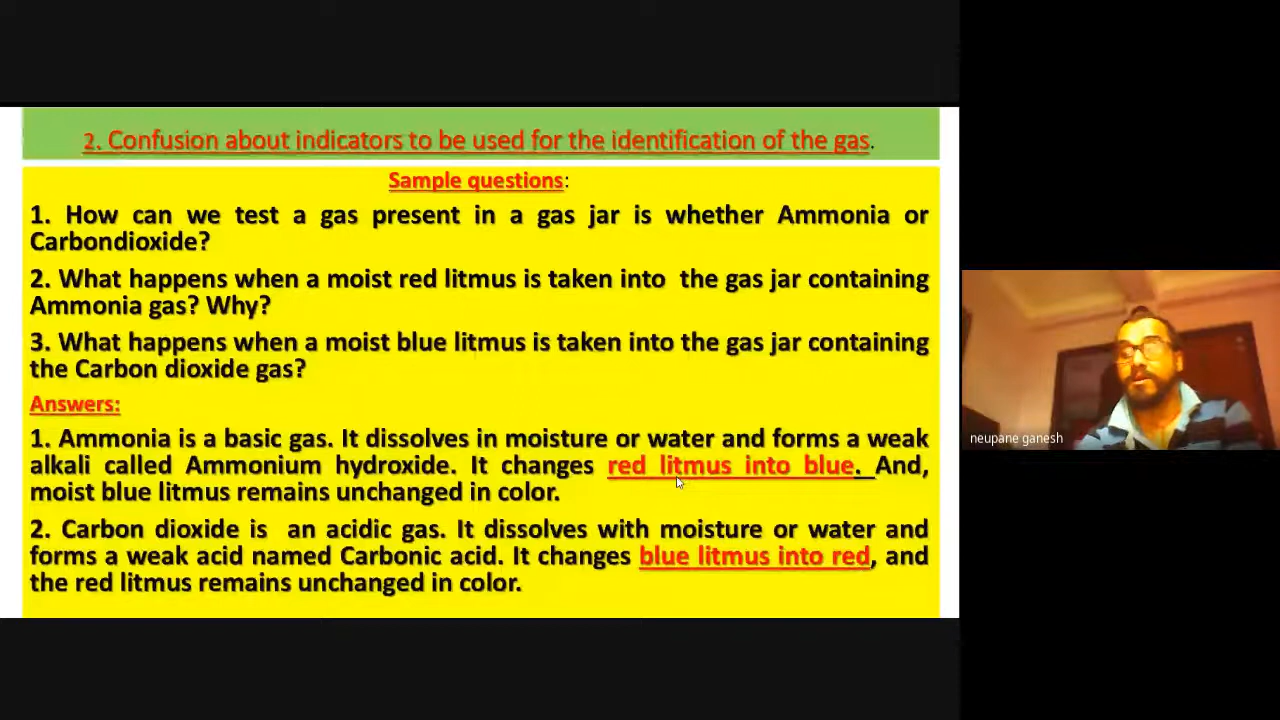 2. Confusion about indicators to be used for the identification of the gas.
Sample questions:
1. How can we test a gas present in a gas jar is whether Ammonia or
Carbondioxide?
2. What happens when a moist red litmus is taken into the gas jar containing
Ammonia gas? Why?
3. What happens when a moist blue litmus is taken into the gas jar containing
the Carbon dioxide gas?
Answers:
1. Ammonia is a basic gas. It dissolves in moisture or water and forms a weak
alkali called Ammonium hydroxide. It changes red litmus into blue. And,
moist blue litmus remains unchanged in color.
2. Carbon dioxide is an acidic gas. It dissolves with moisture or water and
forms a weak acid named Carbonic acid. It changes blue litmus into red, and
the red litmus remains unchanged in color.
neupane ganesh